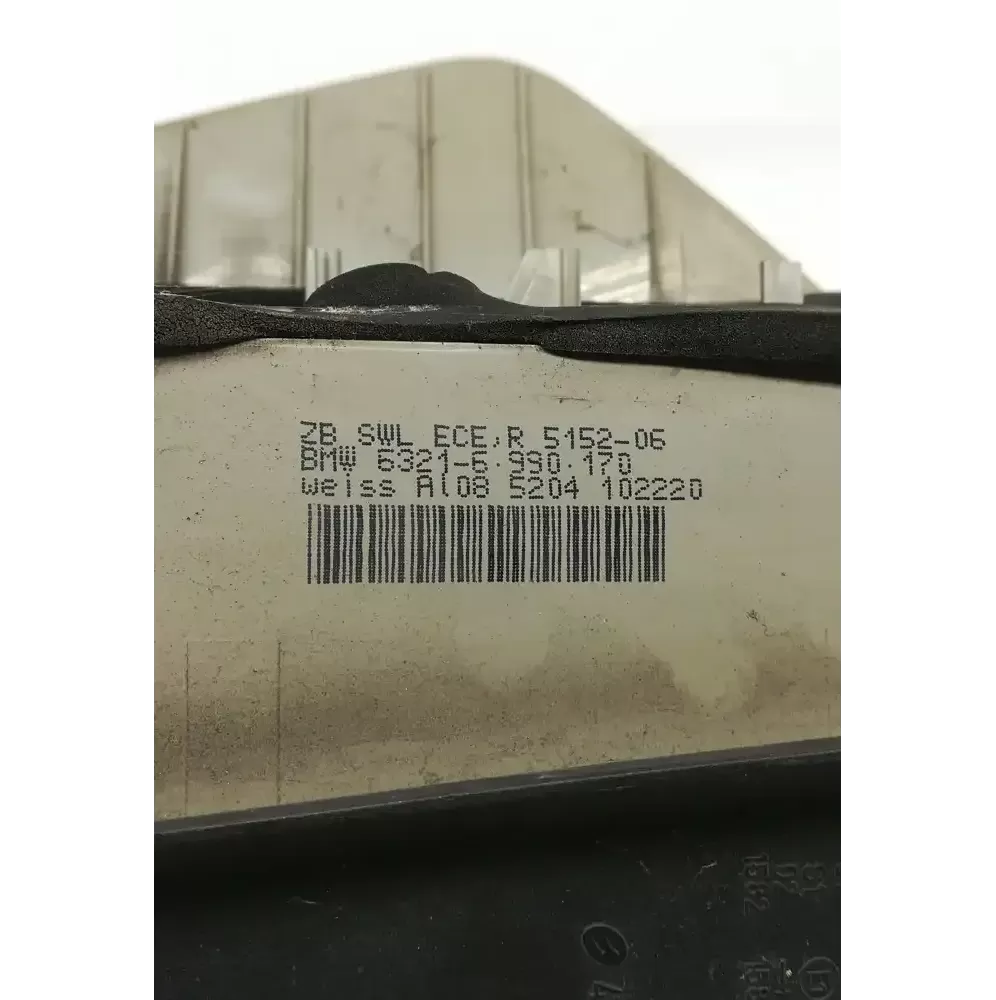 ZB SWL ECE,R 5152-06
BMW 6321-6.990.170
weiss Al08 5204 102220